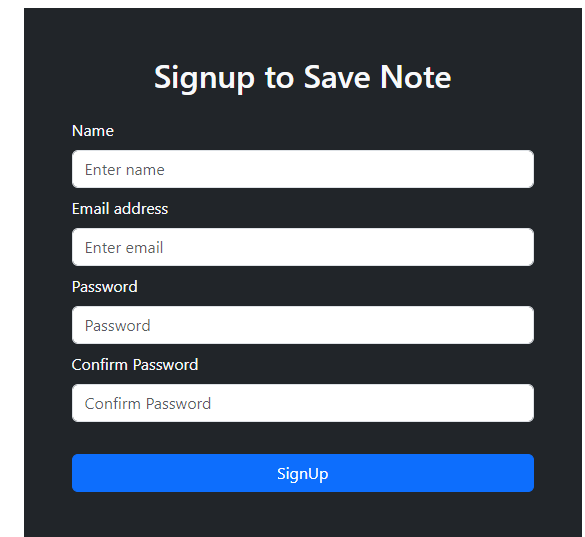 Signup to Save Note
Name
Enter name
Email address
Enter email
Password
Password
Confirm Password
Confirm Password
SignUp